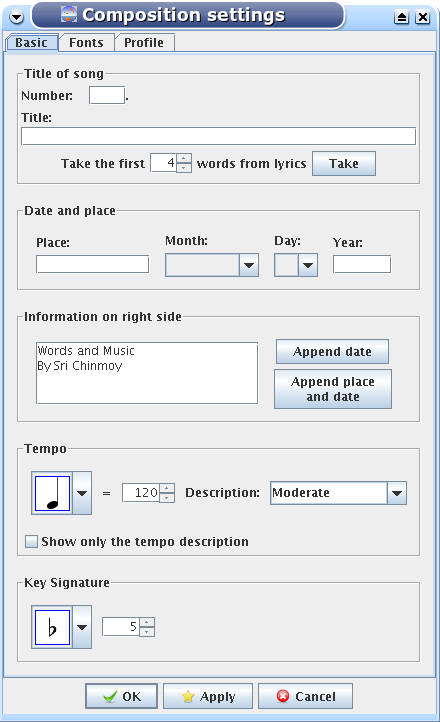 Composition settings
Basic Fonts Profile
Title of song
Number: .
Title:
Take the first 4 words from lyrics Take
Date and place
Place: Month: Day: Year:
Information on right side
Words and Music
By Sri Chinmoy
Append date
Append place
and date
Tempo
= 120 Description: Moderate
Show only the tempo description
Key Signature
♭ 5
OK Apply Cancel